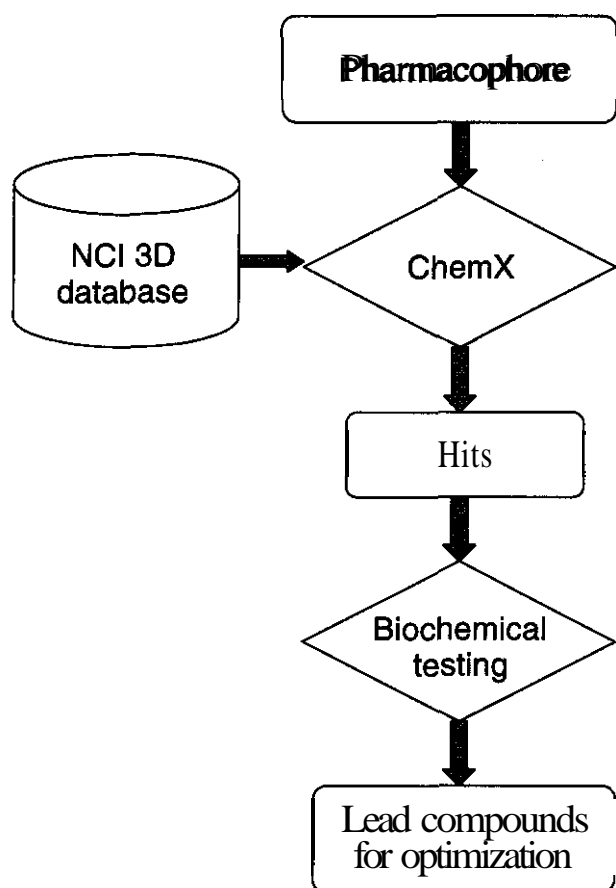 Pharmacophore
NCI 3D
database
ChemX
Hits
Biochemical
testing
Lead compounds
for optimization